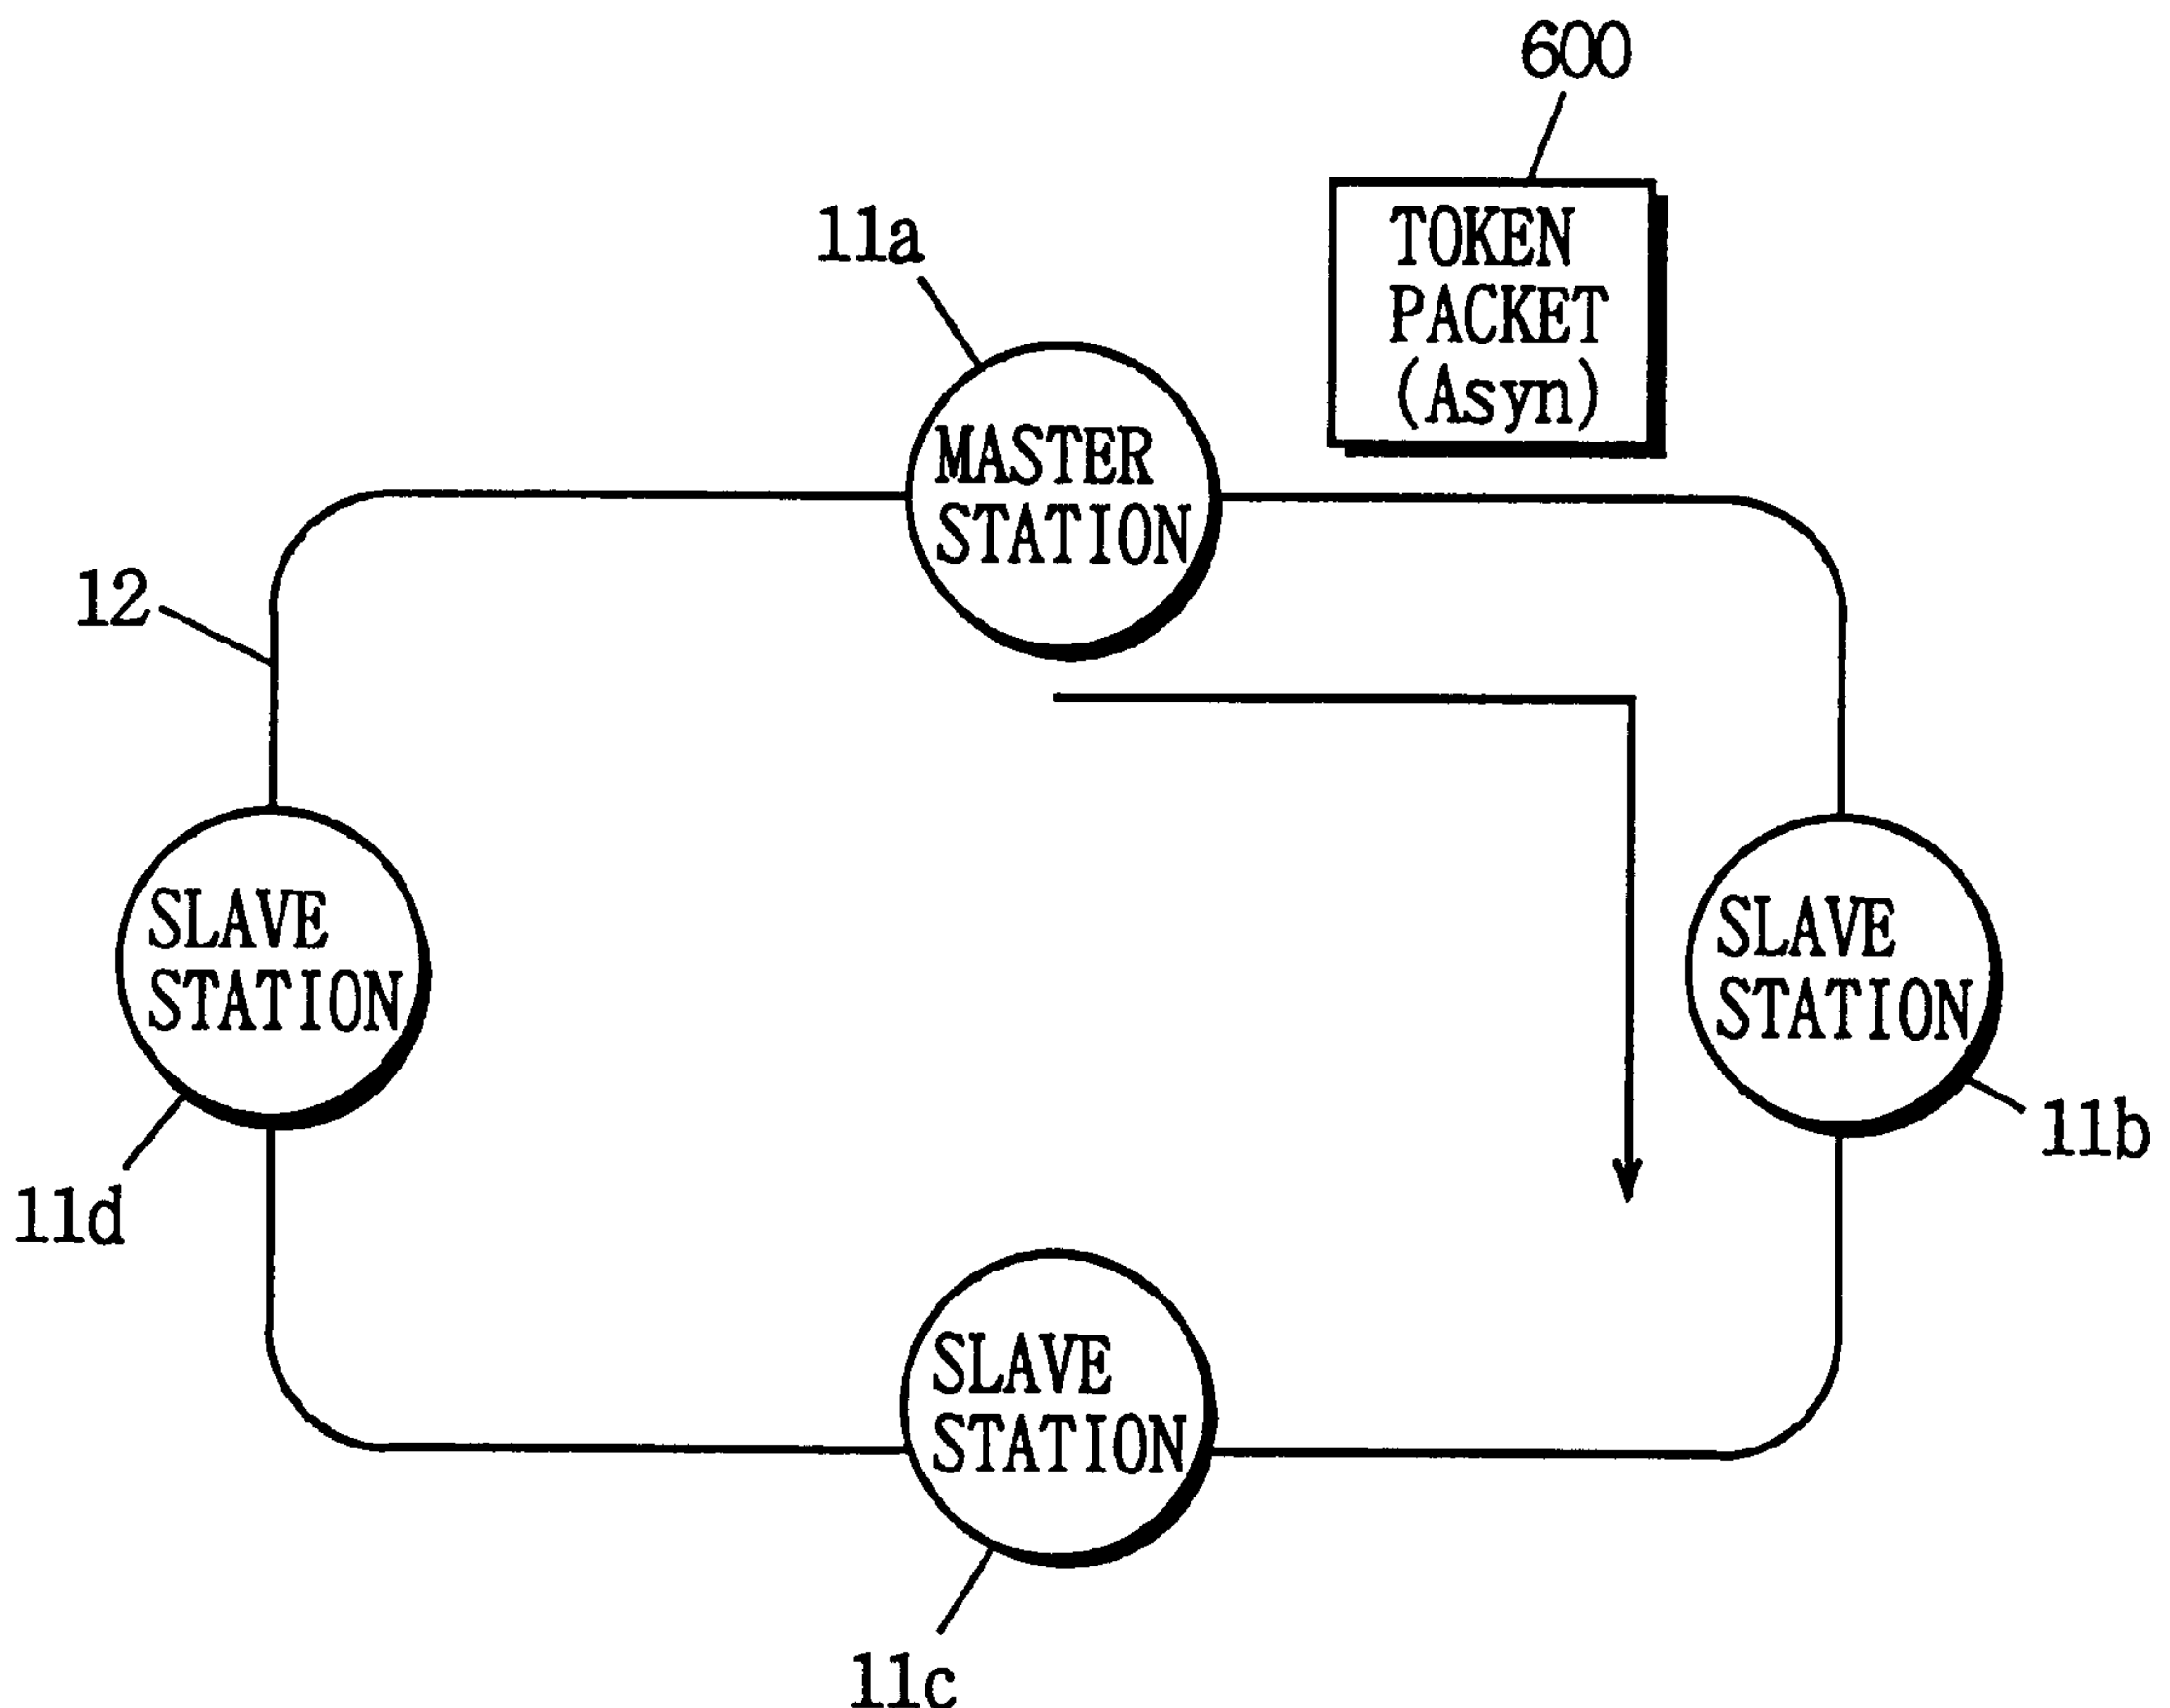 600
TOKEN
PACKET
(Asyn)
11a
MASTER
STATION
12
SLAVE
STATION
SLAVE
STATION
11b
11d
SLAVE
STATION
11c